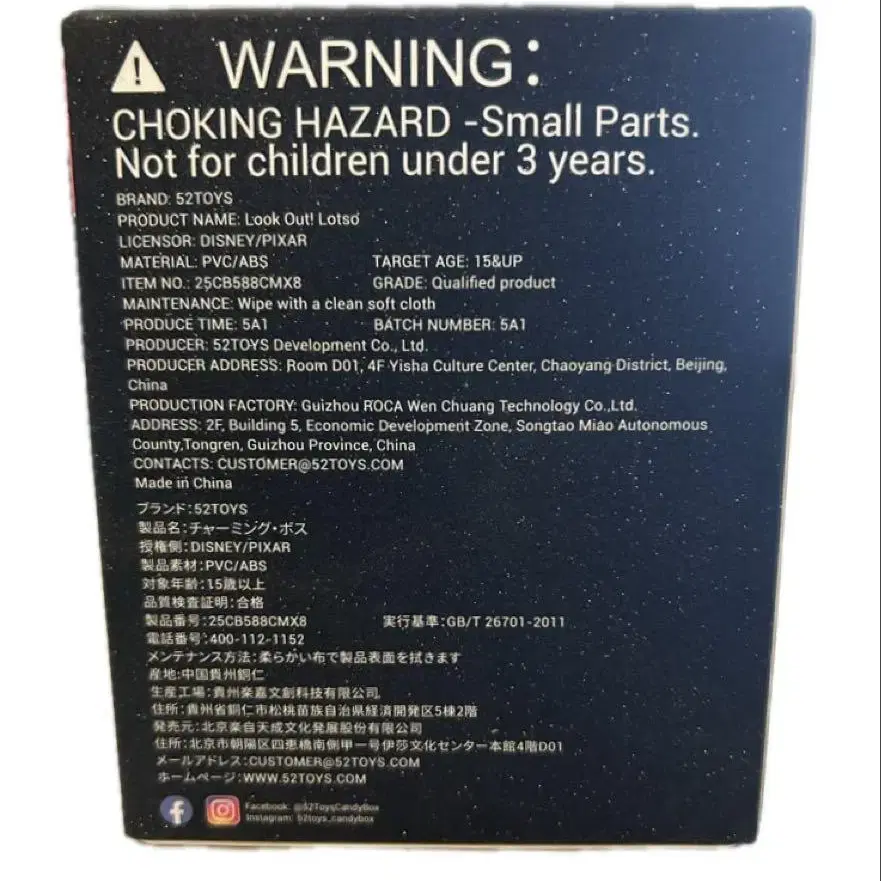 WARNING:
CHOKING HAZARD -Small Parts.
Not for children under 3 years.
BRAND: 52TOYS
PRODUCT NAME: Look Out! Lotso
LICENSOR: DISNEY/PIXAR
MATERIAL: PVC/ABS TARGET AGE: 15&UP
ITEM NO.: 25CB588CMX8 GRADE: Qualified product
MAINTENANCE: Wipe with a clean soft cloth
PRODUCE TIME: 5A1 BATCH NUMBER: 5A1
PRODUCER: 52TOYS Development Co., Ltd.
PRODUCER ADDRESS: Room D01, 4F Yisha Culture Center, Chaoyang District, Beijing,
China
PRODUCTION FACTORY: Guizhou ROCA Wen Chuang Technology Co.,Ltd.
ADDRESS: 2F, Building 5, Economic Development Zone, Songtao Miao Autonomous
County,Tongren, Guizhou Province, China
CONTACTS: CUSTOMER@52TOYS.COM
Made in China
ブランド:52TOYS
製品名:チャーミング・ボス
授権側:DISNEY/PIXAR
製品素材:PVC/ABS
対象年齢:15歳以上
品質検査証明:合格
製品番号:25CB588CMX8 実行基準:GB/T 26701-2011
電話番号:400-112-1152
メンテナンス方法:柔らかい布で製品表面を拭きます
産地:中国貴州銅仁
生産工場:貴州楽嘉文創科技有限公司
住所:貴州省銅仁市松桃苗族自治県経済開発区5棟2階
発売元:北京楽自天成文化発展股份有限公司
住所:北京市朝陽区四恵橋南側甲一号伊莎文化センター本館4階D01
メールアドレス:CUSTOMER@52TOYS.COM
ホームページ:WWW.52TOYS.COM
Facebook: @52ToysCandyBox
Instagram: 52toys_candybox